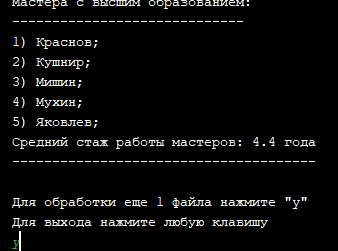 Мастера с высшим образованием:
------------------------------
1) Краснов;
2) Кушнир;
3) Мишин;
4) Мухин;
5) Яковлев;
Средний стаж работы мастеров: 4.4 года
---------------------------------------
Для обработки еще 1 файла нажмите "y"
Для выхода нажмите любую клавишу
y